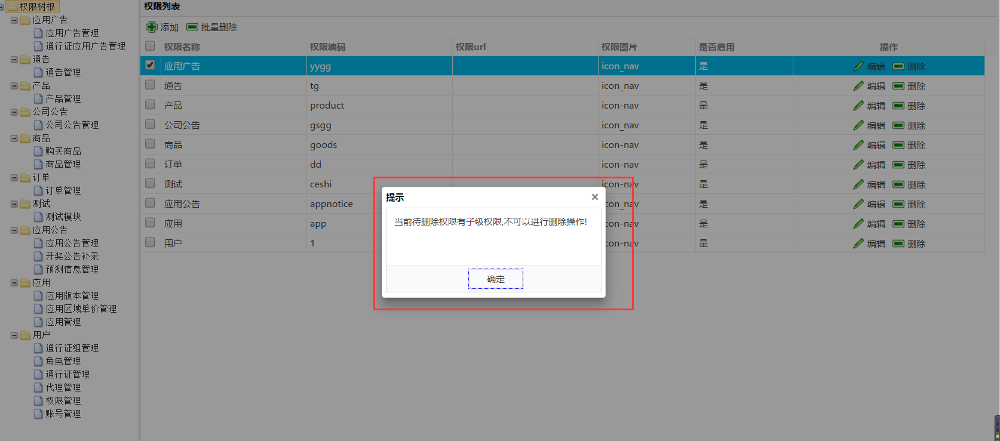 权限树根
应用广告
应用广告管理
通行证应用广告管理
通告
通告管理
产品
产品管理
公司公告
公司公告管理
商品
购买商品
商品管理
订单
订单管理
测试
测试模块
应用公告
应用公告管理
开奖公告补录
预测信息管理
应用
应用版本管理
应用区域单价管理
应用管理
用户
通行证组管理
角色管理
通行证管理
代理管理
权限管理
账号管理
权限列表
添加 批量删除
权限名称 权限编码 权限url 权限图片 是否启用 操作
应用广告 yygg icon_nav 是 编辑 删除
通告 tg icon_nav 是 编辑 删除
产品 product icon-nav 是 编辑 删除
公司公告 gsgg icon_nav 是 编辑 删除
商品 goods icon-nav 是 编辑 删除
订单 dd icon-nav 是 编辑 删除
测试 ceshi icon-nav 是 编辑 删除
应用公告 appnotice con_nav 是 编辑 删除
应用 app con-nav 是 编辑 删除
用户 1 con-nav 是 编辑 删除
提示
当前待删除权限有子级权限,不可以进行删除操作!
确定